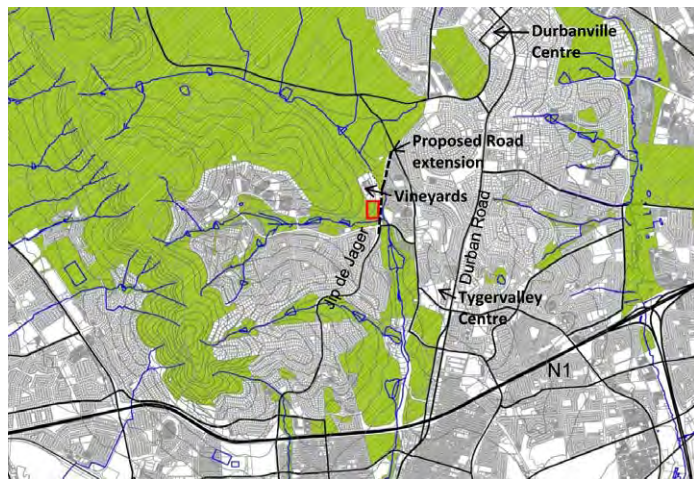 Durbanville
Centre
Proposed Road
extension
Vineyards
Jip de Jager
Durban Road
Tygervalley
Centre
N1